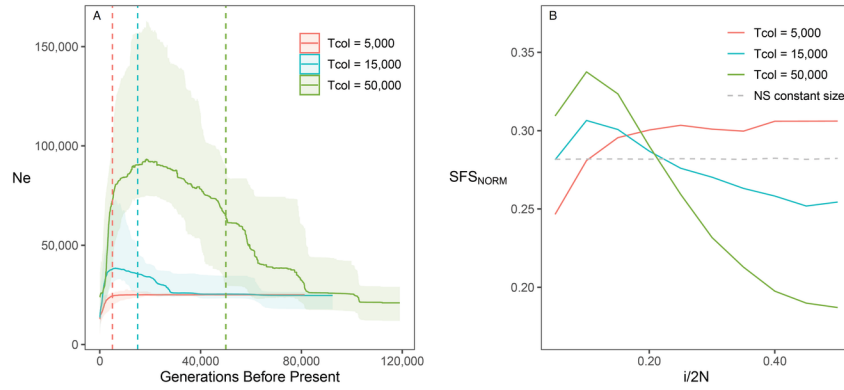 A
150,000
100,000
50,000
0
Ne
Tcol = 5,000
Tcol = 15,000
Tcol = 50,000
0
40,000
80,000
120,000
Generations Before Present
B
0.35
0.30
0.25
0.20
SFSNORM
Tcol = 5,000
Tcol = 15,000
Tcol = 50,000
NS constant size
0.20
0.40
i/2N